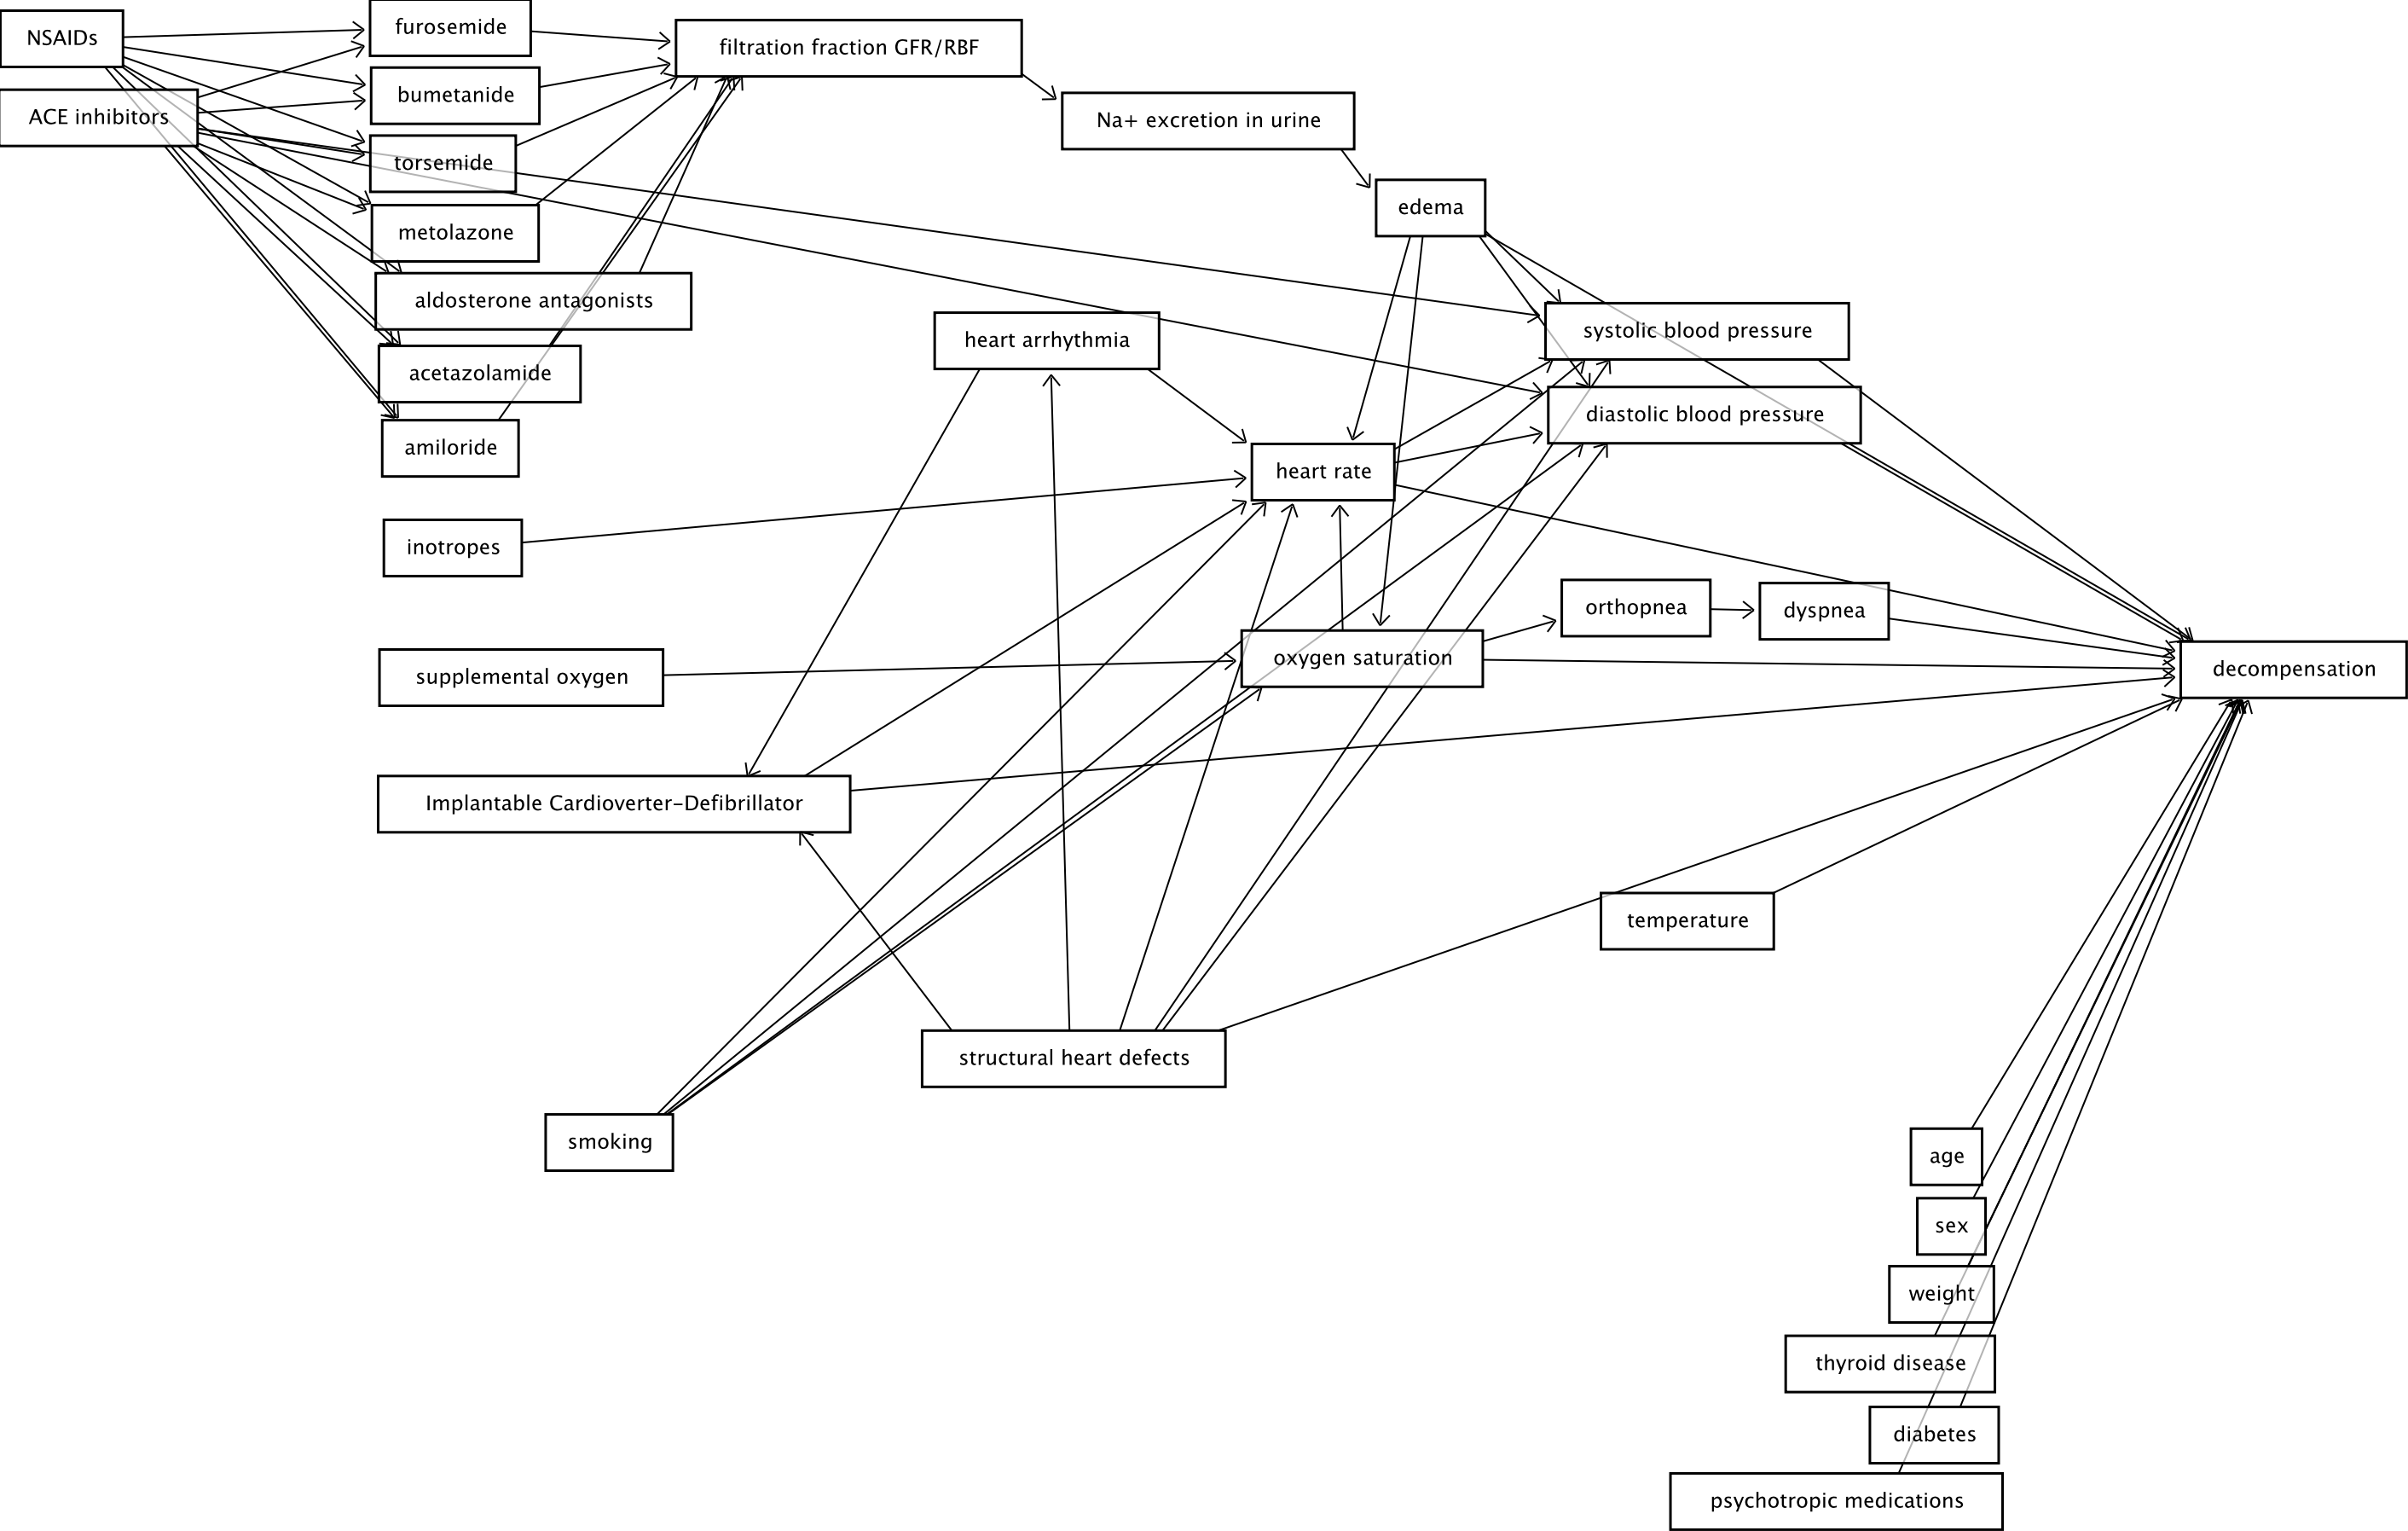 NSAIDs
ACE inhibitors
furosemide
bumetanide
torsemide
metolazone
aldosterone antagonists
acetazolamide
amiloride
inotropes
supplemental oxygen
Implantable Cardioverter-Defibrillator
smoking
filtration fraction GFR/RBF
Na+ excretion in urine
edema
heart arrhythmia
systolic blood pressure
diastolic blood pressure
heart rate
orthopnea
dyspnea
oxygen saturation
decompensation
temperature
structural heart defects
age
sex
weight
thyroid disease
diabetes
psychotropic medications